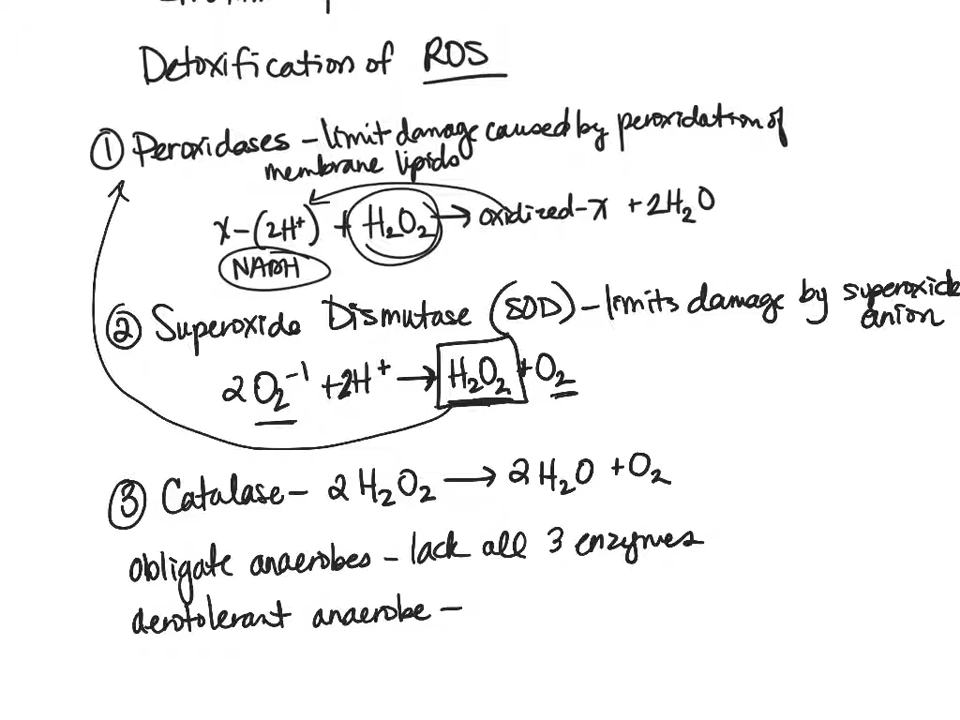 Detoxification of ROS
① Peroxidases - limit damage caused by peroxidation of
membrane lipids
x-(2H⁺) + H₂O₂ → oxidized-x + 2H₂O
NADH
② Superoxide Dismutase (SOD) - limits damage by superoxide
anion
2O₂⁻¹ + 2H⁺ → H₂O₂ + O₂
③ Catalase - 2H₂O₂ → 2H₂O + O₂
obligate anaerobes - lack all 3 enzymes
aerotolerant anaerobe -